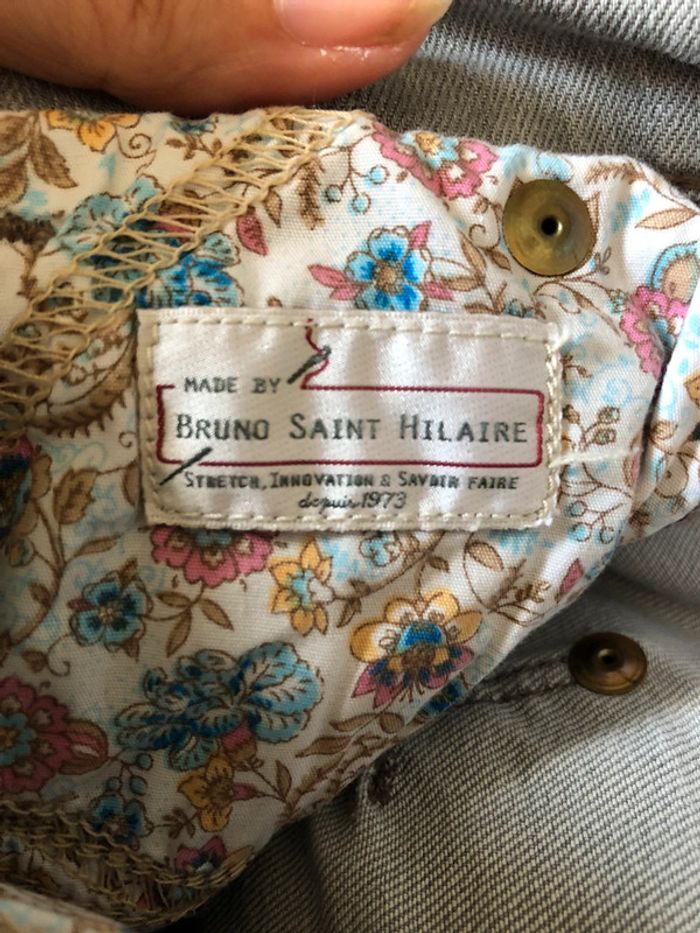 MADE BY
BRUNO SAINT HILAIRE
STRETCH, INNOVATION & SAVOIR FAIRE
depuis 1973